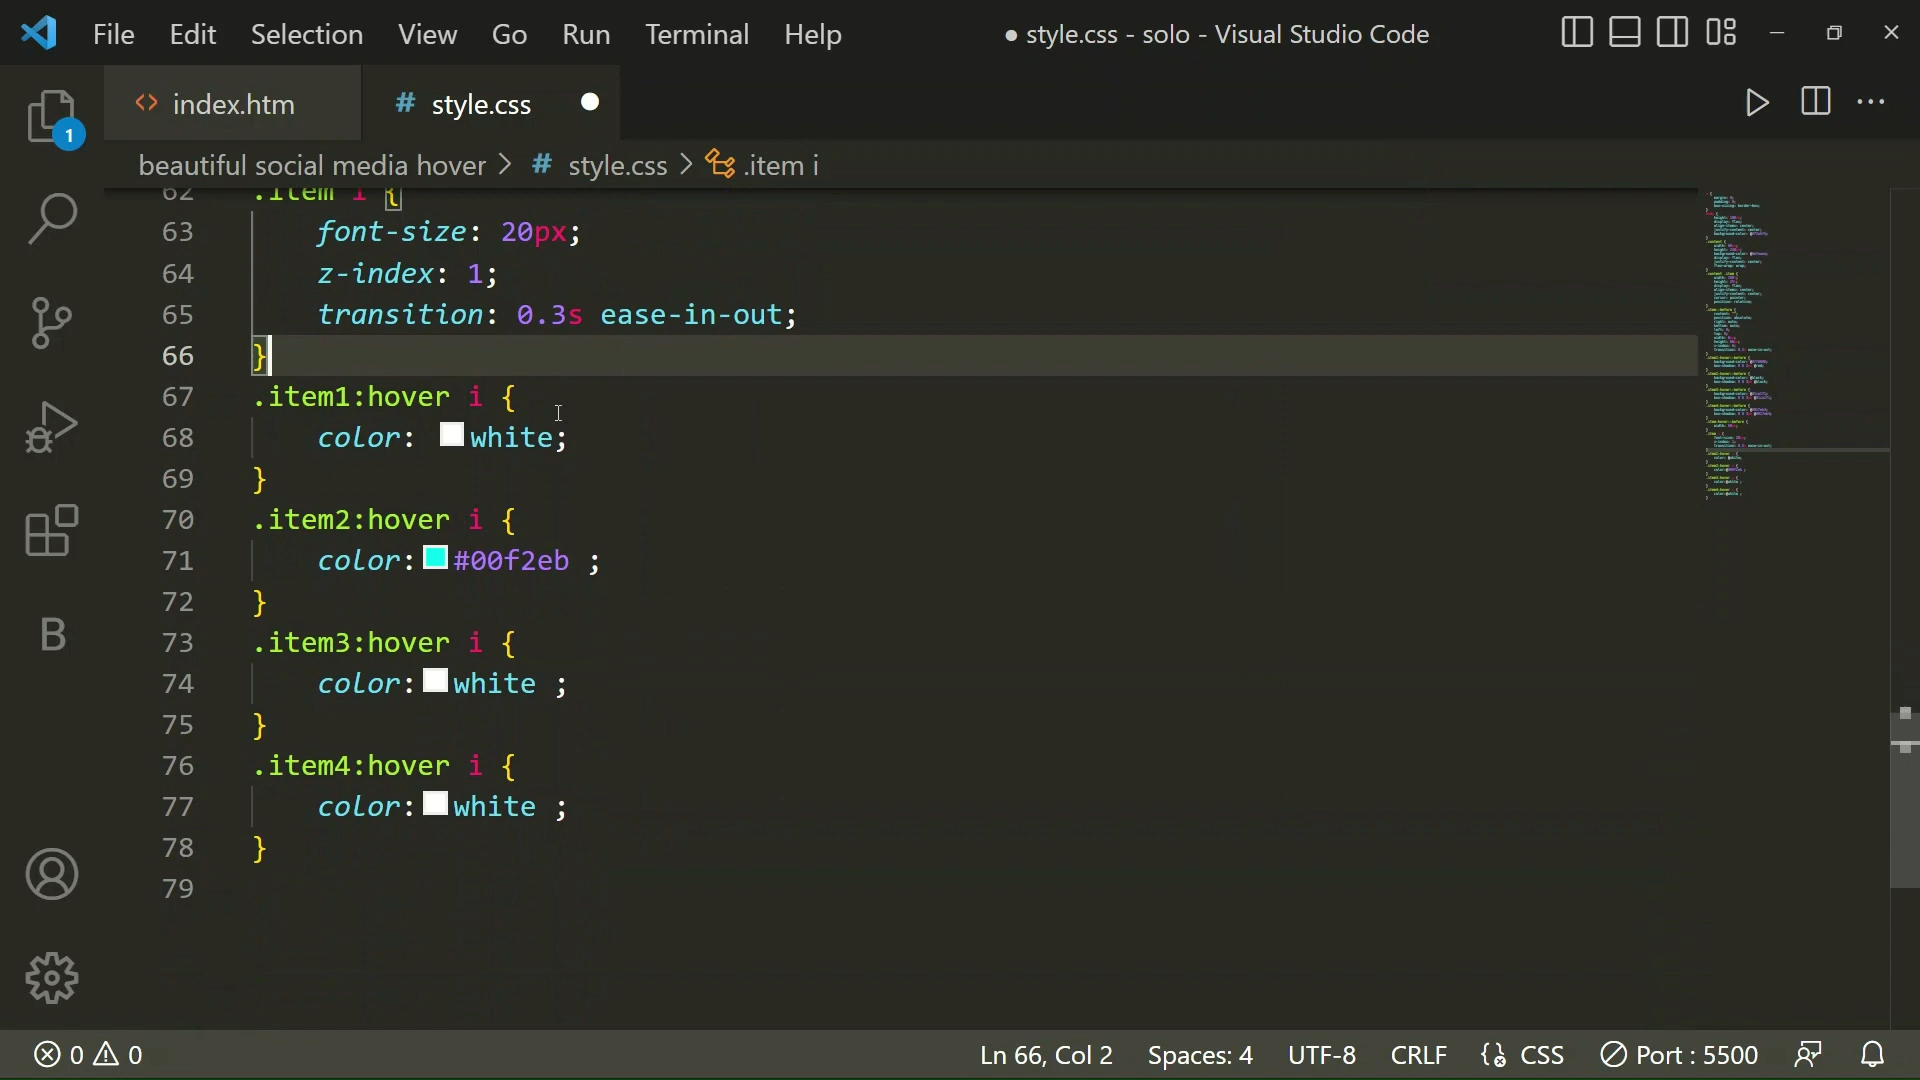 File Edit Selection View Go Run Terminal Help
● style.css - solo - Visual Studio Code
<> index.htm
# style.css ●
1
beautiful social media hover > # style.css > .item i
62 .item i {
63 font-size: 20px;
64 z-index: 1;
65 transition: 0.3s ease-in-out;
66 }
67 .item1:hover i {
68 color: white;
69 }
70 .item2:hover i {
71 color:#00f2eb ;
72 }
73 .item3:hover i {
74 color:white ;
75 }
76 .item4:hover i {
77 color:white ;
78 }
79
B
0 0
Ln 66, Col 2 Spaces: 4 UTF-8 CRLF CSS Port : 5500